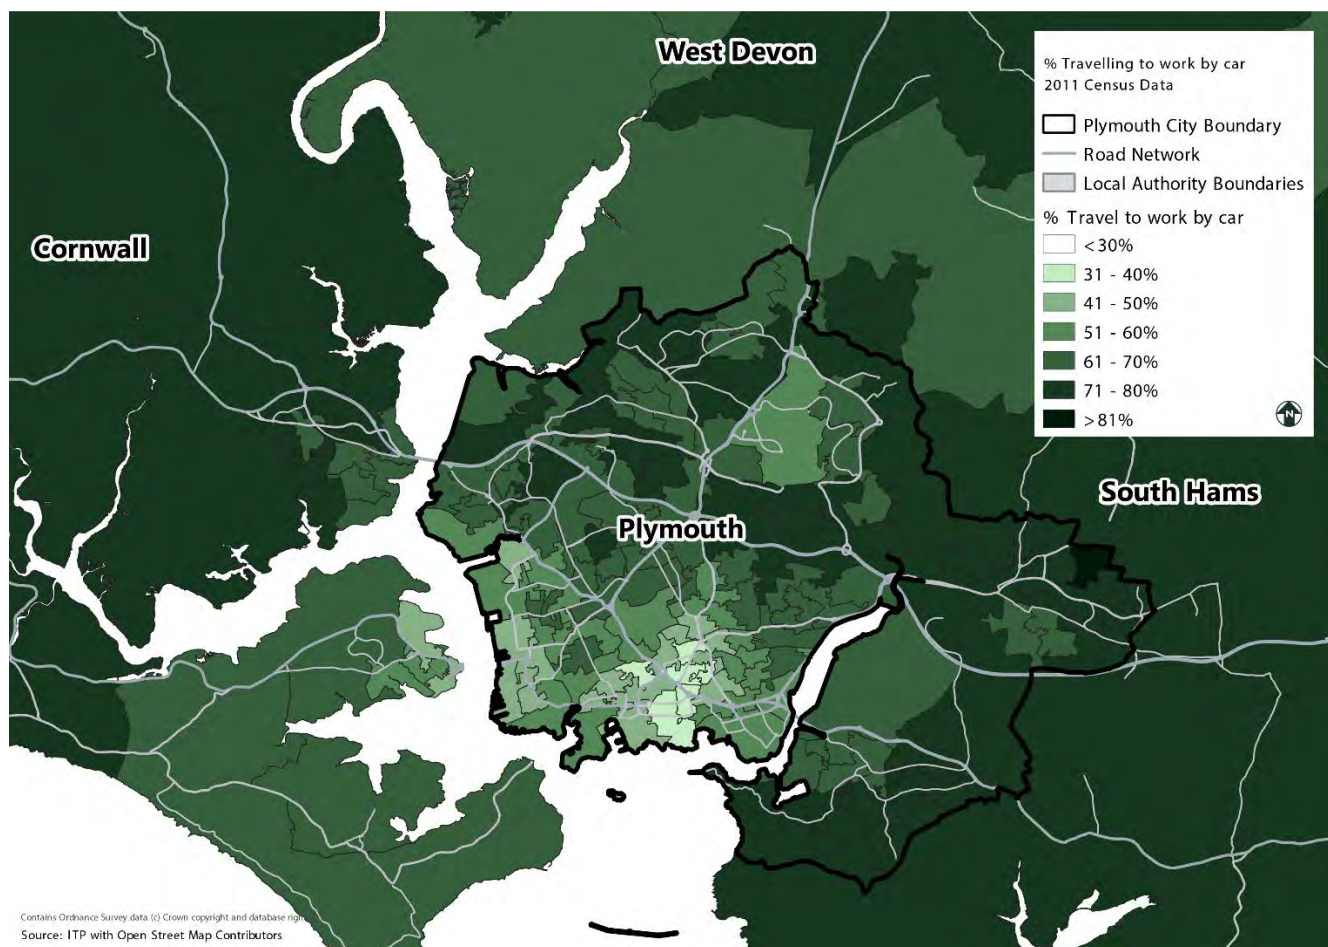 West Devon
% Travelling to work by car
2011 Census Data
Plymouth City Boundary
Road Network
Local Authority Boundaries
% Travel to work by car
<30%
31 - 40%
41 - 50%
51 - 60%
61 - 70%
71 - 80%
>81%
N
Cornwall
South Hams
Plymouth
Contains Ordnance Survey data (c) Crown copyright and database righ
Source: ITP with Open Street Map Contributors